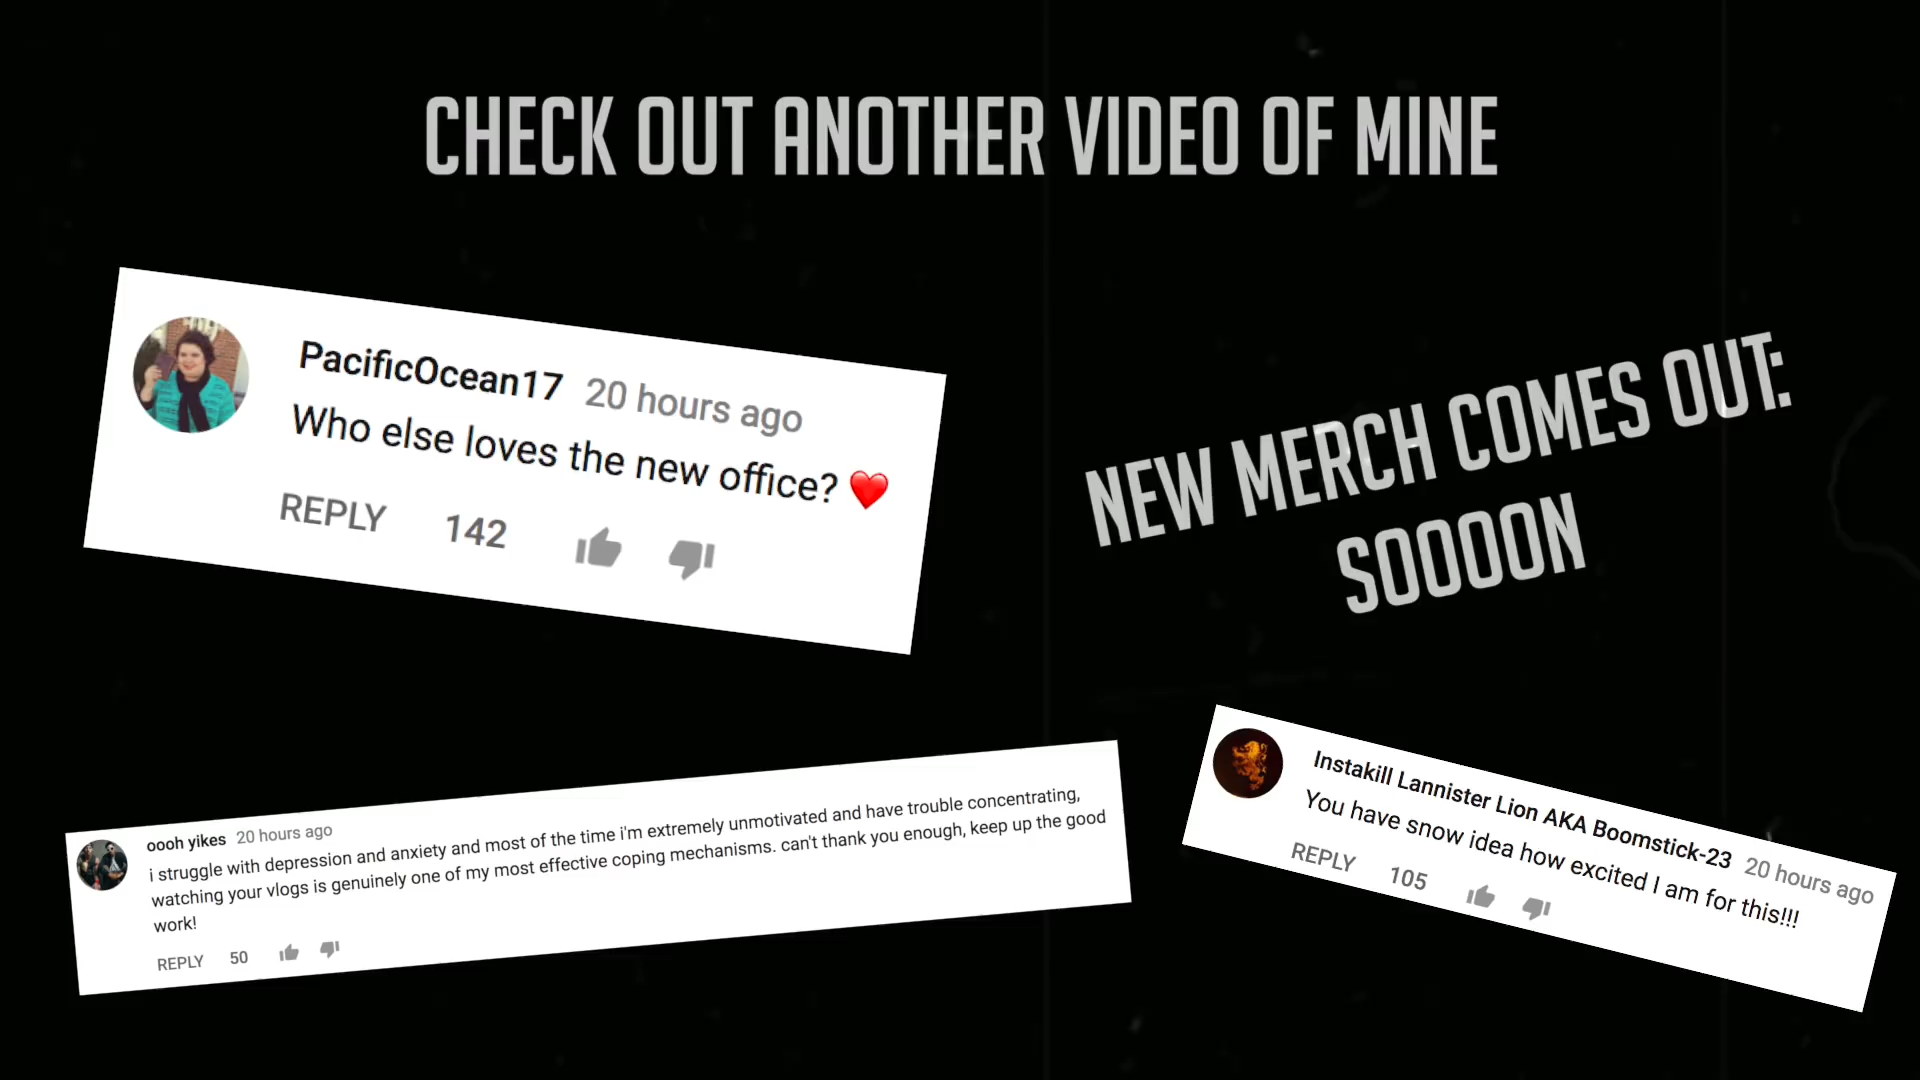 CHECK OUT ANOTHER VIDEO OF MINE
PacificOcean17 20 hours ago
Who else loves the new office? ❤️
REPLY 142
NEW MERCH COMES OUT:
SOOOON
oooh yikes 20 hours ago
i struggle with depression and anxiety and most of the time i'm extremely unmotivated and have trouble concentrating,
watching your vlogs is genuinely one of my most effective coping mechanisms. can't thank you enough, keep up the good
work!
REPLY 50
Instakill Lannister Lion AKA Boomstick-23 20 hours ago
You have snow idea how excited I am for this!!!
REPLY 105